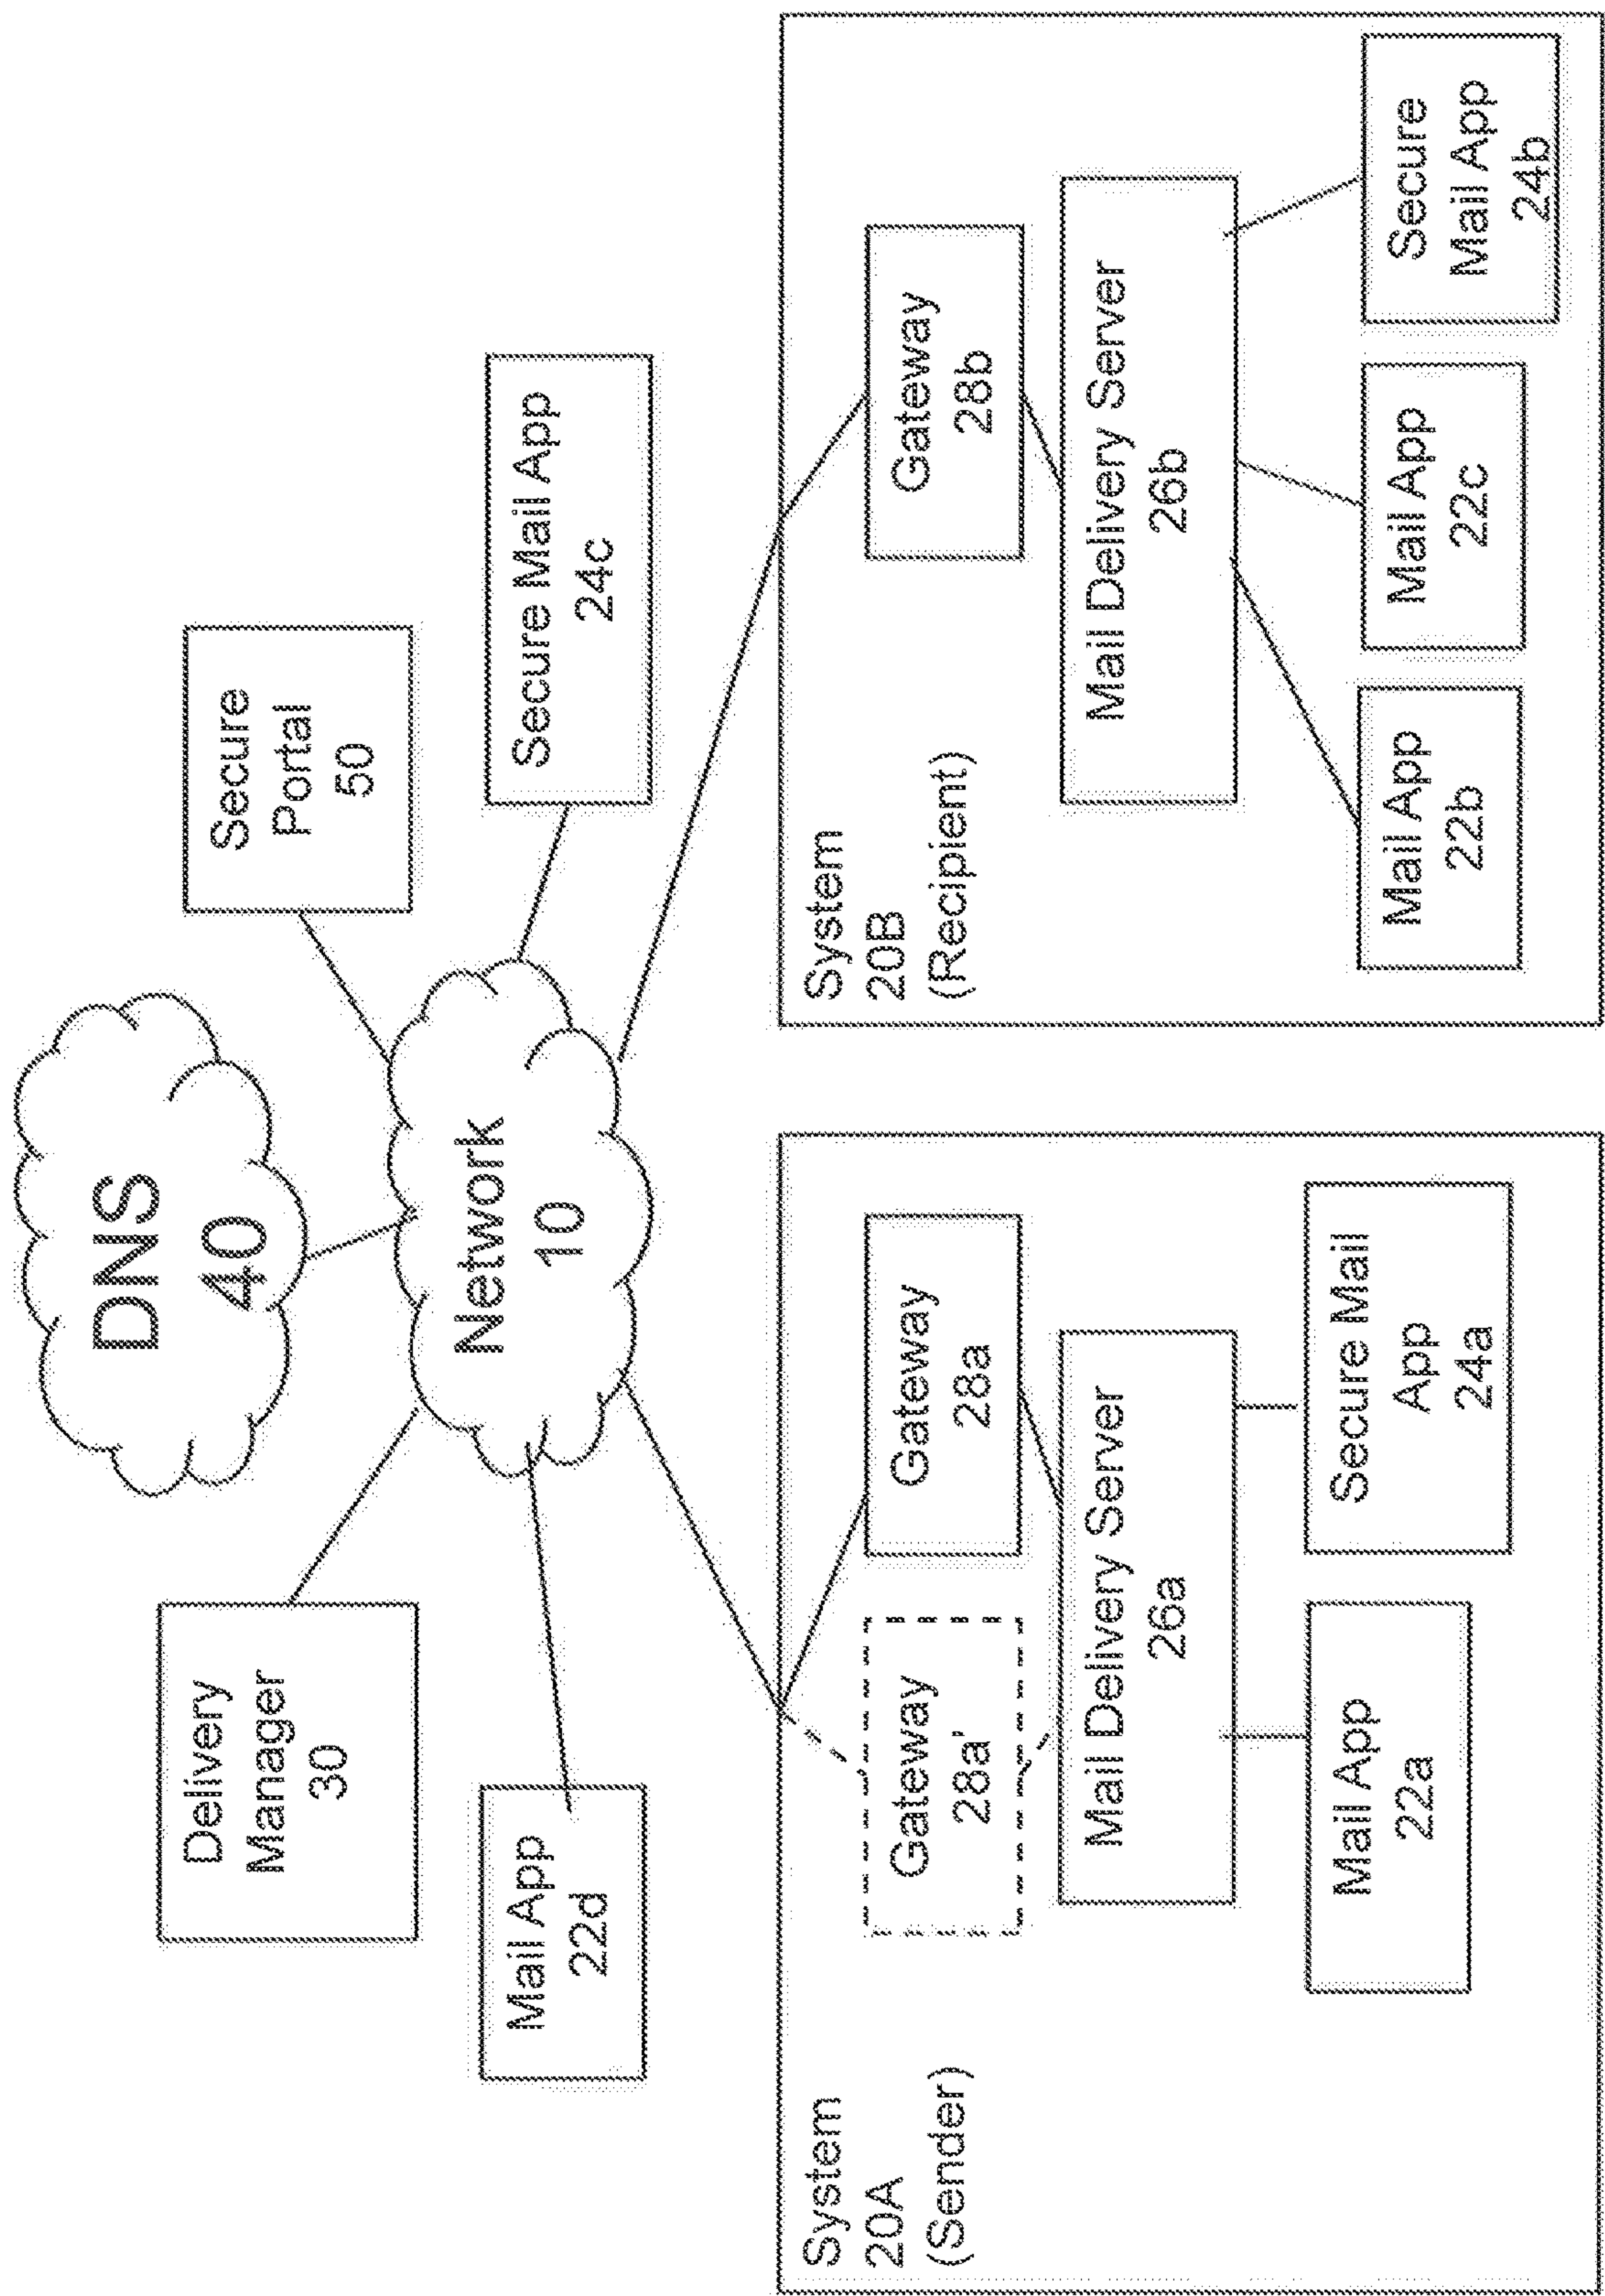 DNS
40
Delivery
Manager
30
Secure
Portal
50
Network
10
Mail App
22d
Secure Mail App
24c
System
20A
(Sender)
Gateway
28a'
Gateway
28a
Mail Delivery Server
26a
Mail App
22a
Secure Mail
App
24a
System
20B
(Recipient)
Gateway
28b
Mail Delivery Server
26b
Mail App
22b
Mail App
22c
Secure
Mail App
24b